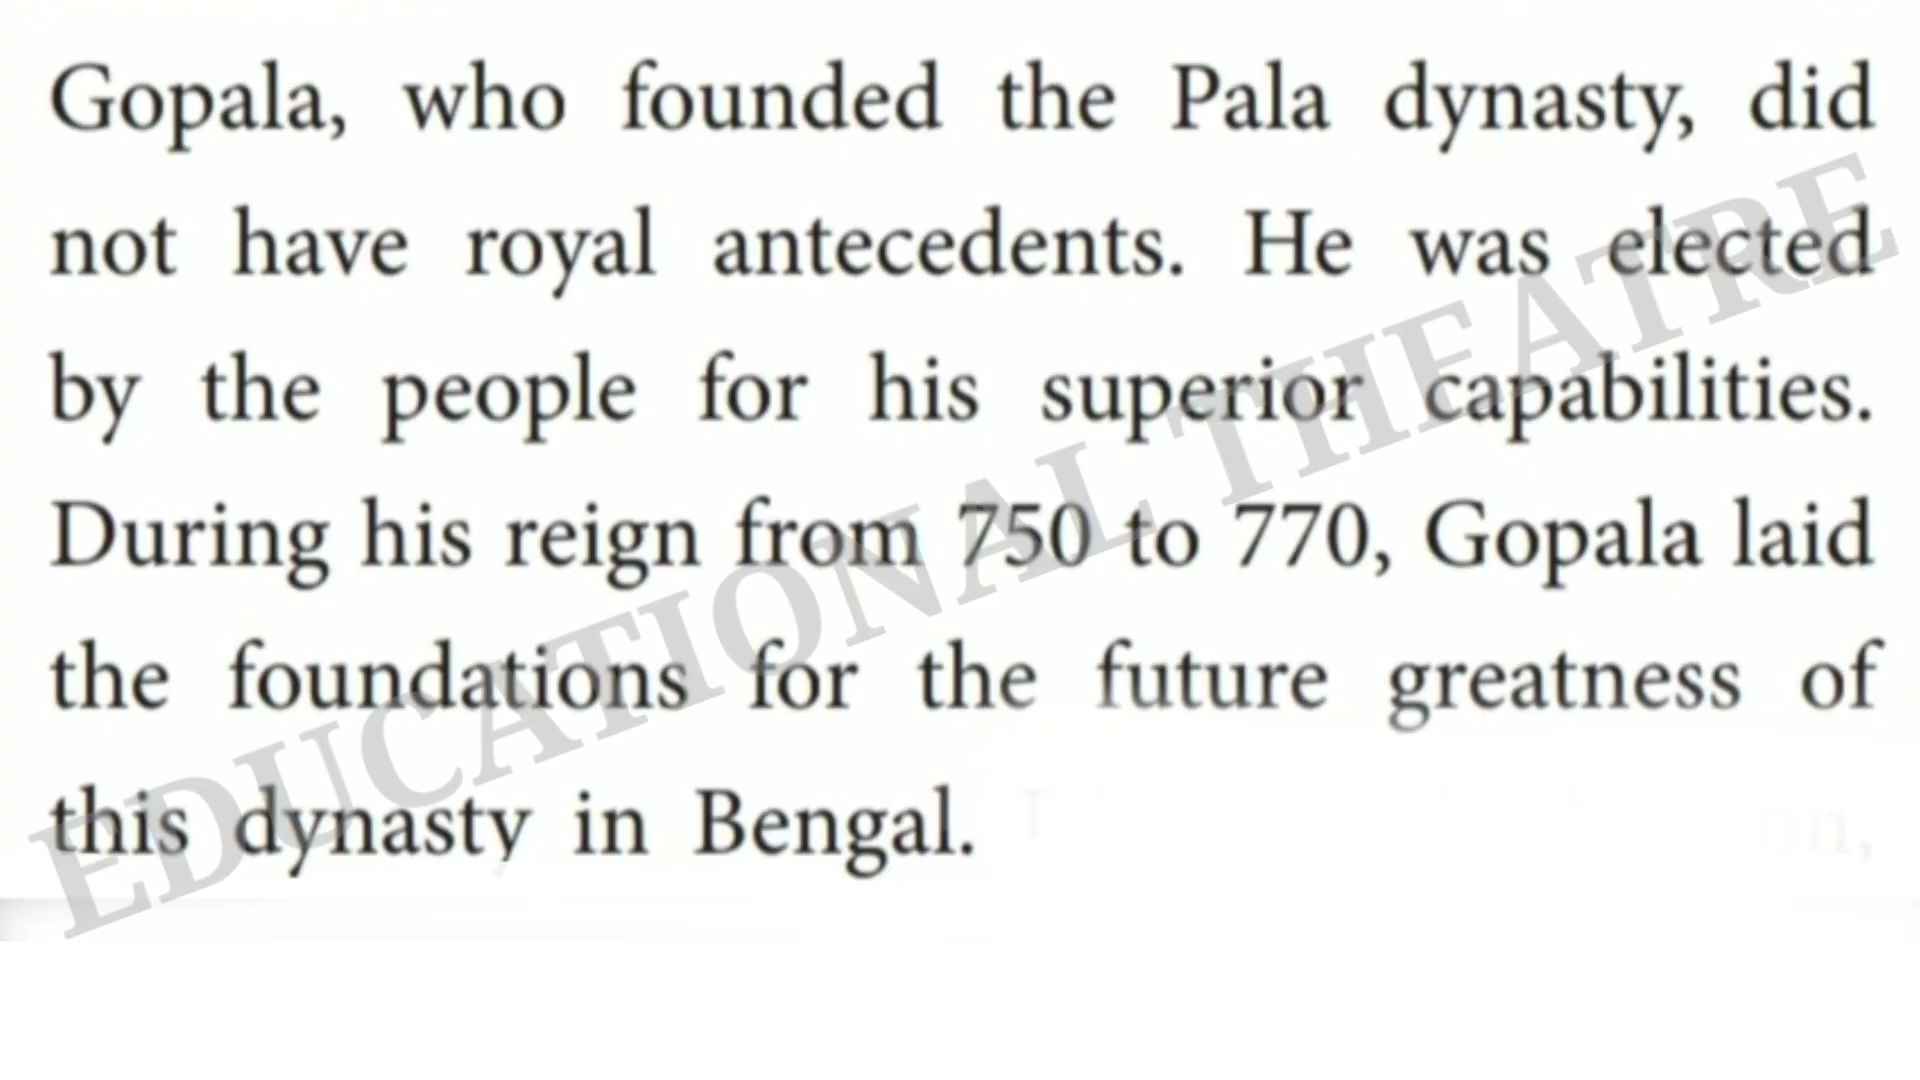 Gopala, who founded the Pala dynasty, did
not have royal antecedents. He was elected
by the people for his superior capabilities.
During his reign from 750 to 770, Gopala laid
the foundations for the future greatness of
this dynasty in Bengal.
EDUCATIONAL THEATRE